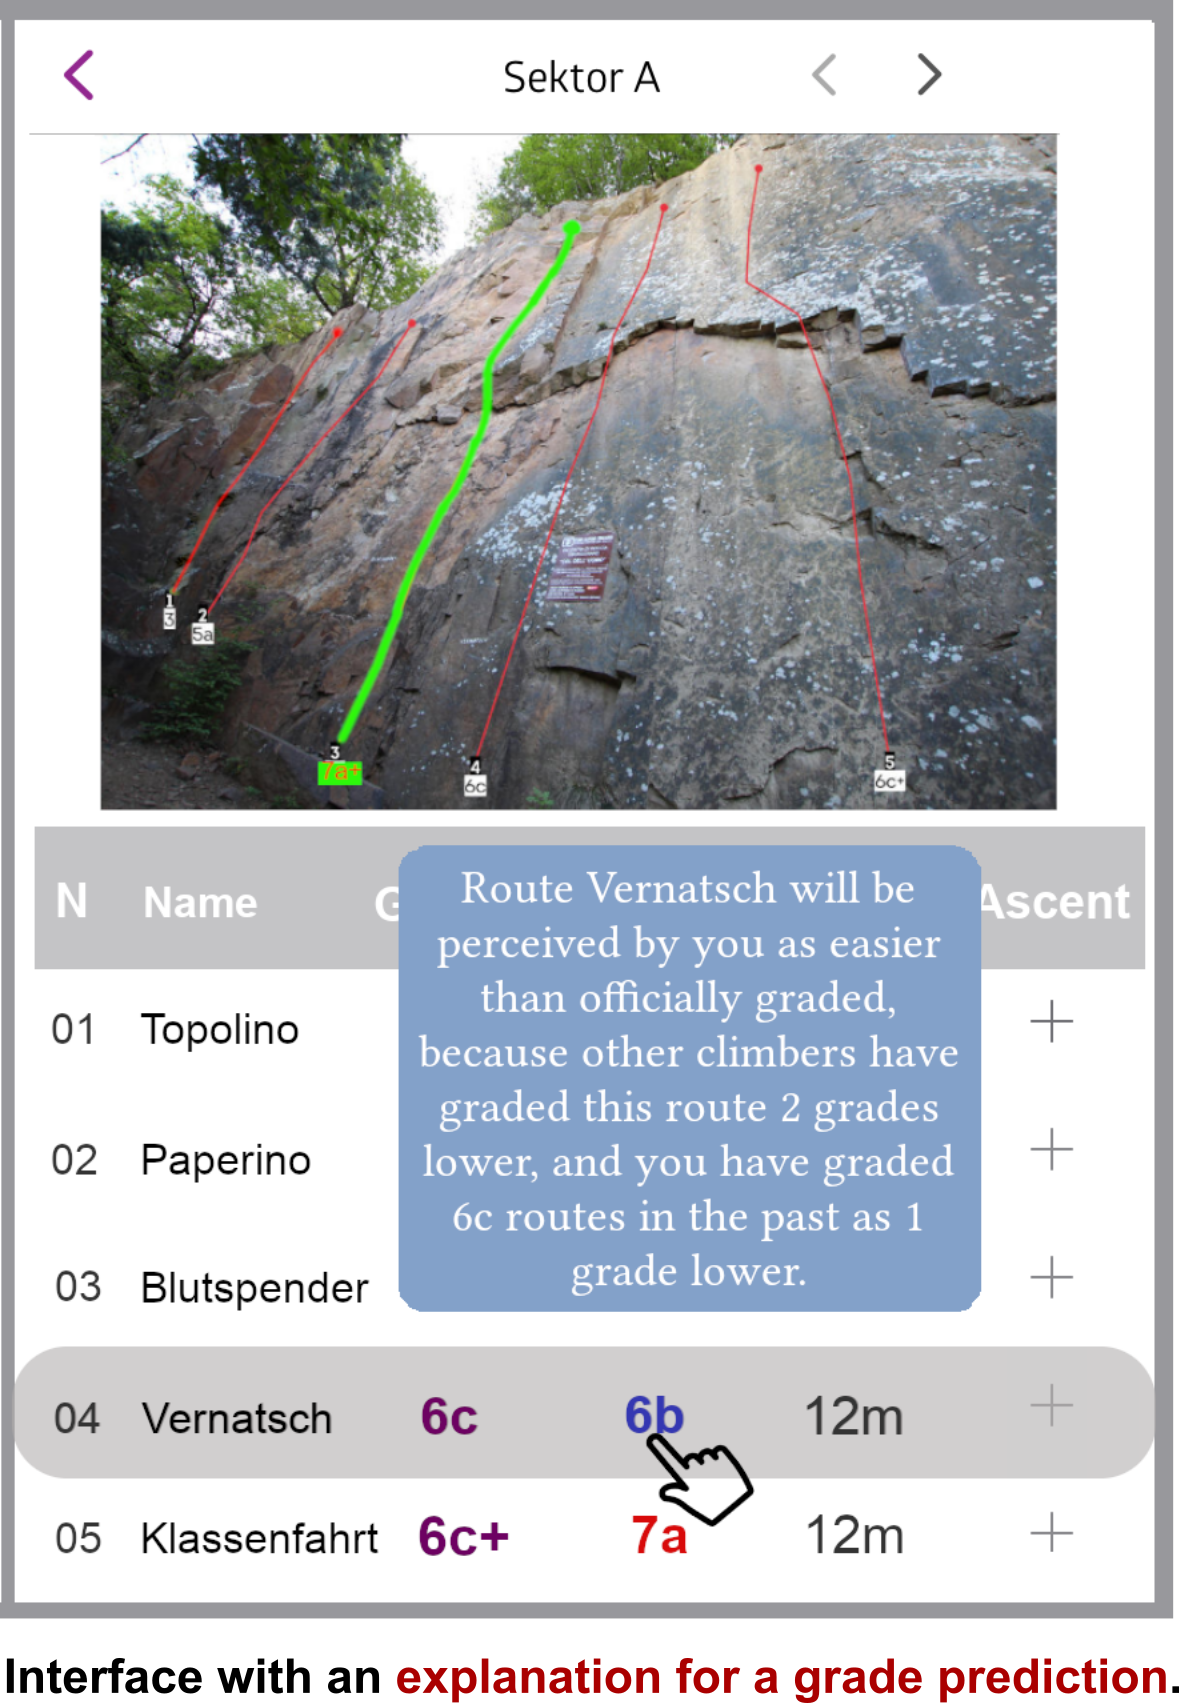 Sektor A
1
3
2
5a
3
7a+
4
6c
5
6c+
N Name G Ascent
Route Vernatsch will be
perceived by you as easier
than officially graded,
because other climbers have
graded this route 2 grades
lower, and you have graded
6c routes in the past as 1
grade lower.
01 Topolino
02 Paperino
03 Blutspender
04 Vernatsch 6c 6b 12m
05 Klassenfahrt 6c+ 7a 12m
Interface with an explanation for a grade prediction.